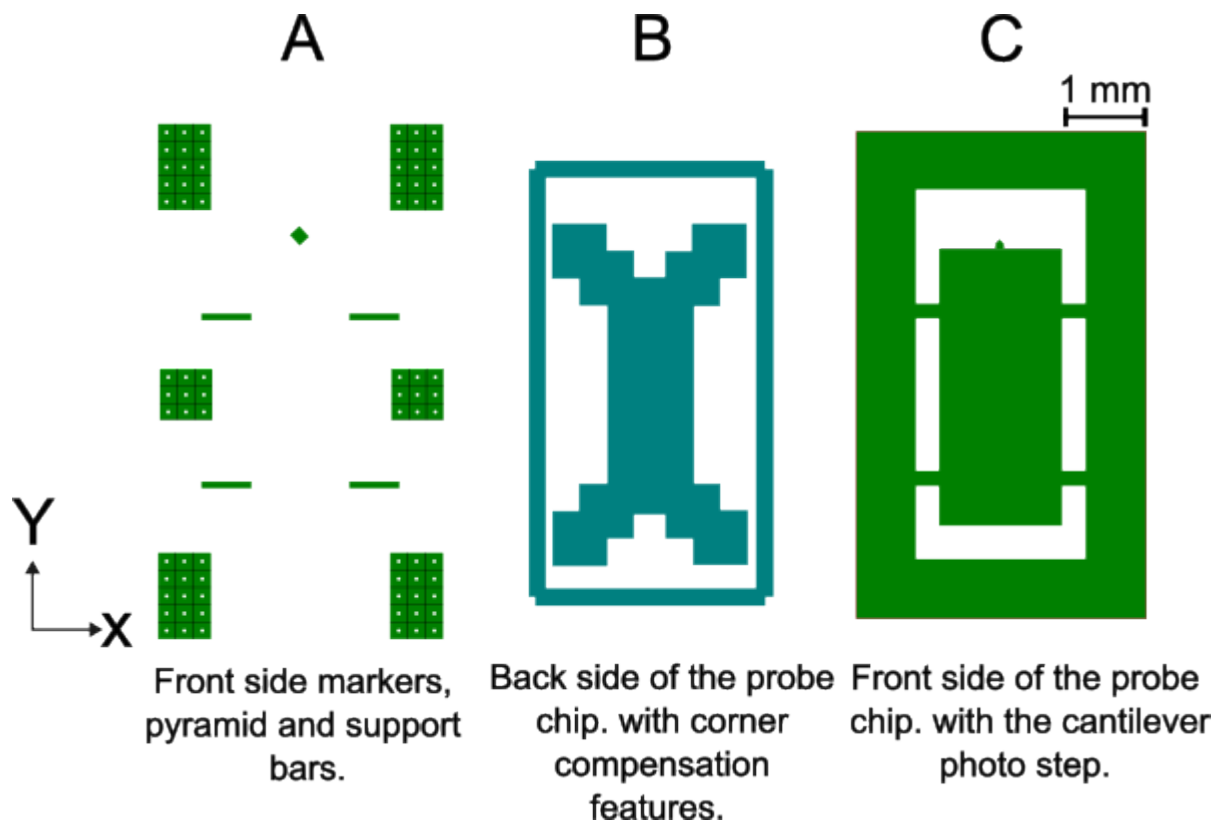 A
B
C
1 mm
Y
X
Front side markers,
pyramid and support
bars.
Back side of the probe
chip. with corner
compensation
features.
Front side of the probe
chip. with the cantilever
photo step.